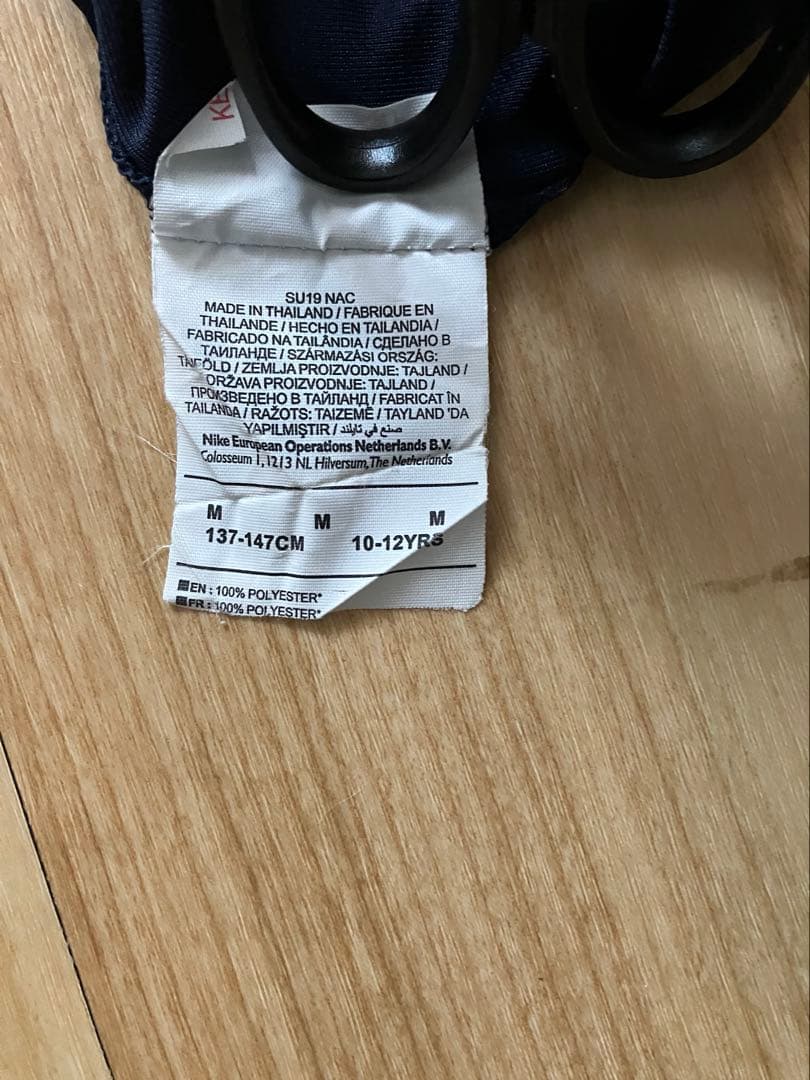 KE
SU19 NAC
MADE IN THAILAND / FABRIQUE EN
THAILANDE / HECHO EN TAILANDIA /
FABRICADO NA TAILÂNDIA / СДЕЛАНО В
ТАИЛАНДЕ / SZÁRMAZÁSI ORSZÁG:
/ ZEMLJA PROIZVODNJE: TAJLAND /
DRŽAVA PROIZVODNJE: TAJLAND /
ПРОИЗВЕДЕНО В ТАЙЛАНД / FABRICAT ÎN
TAILANDA / RAŽOTS: TAIZEMĒ / TAYLAND 'DA
YAPILMIŞTIR / صنع في تايلند
Nike European Operations Netherlands B.V.
Colosseum 1, 1213 NL Hilversum, The Netherlands
M M M
137-147CM 10-12YRS
EN : 100% POLYESTER*
FR : 100% POLYESTER*